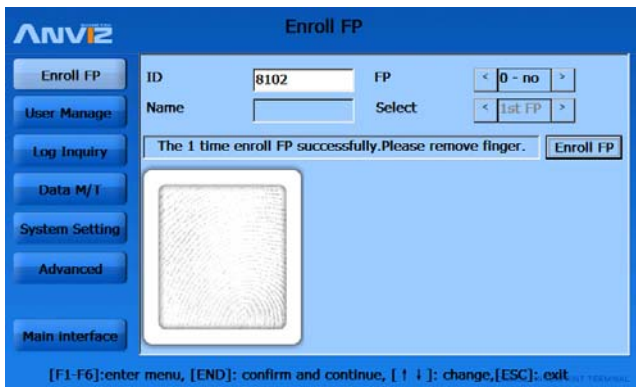 ANVIZ
Enroll FP
Enroll FP
ID 8102 FP < 0 - no >
User Manage
Name Select < 1st FP >
Log Inquiry
The 1 time enroll FP successfully.Please remove finger. Enroll FP
Data M/T
System Setting
Advanced
Main interface
[F1-F6]:enter menu, [END]: confirm and continue, [↑↓]: change,[ESC]: exit